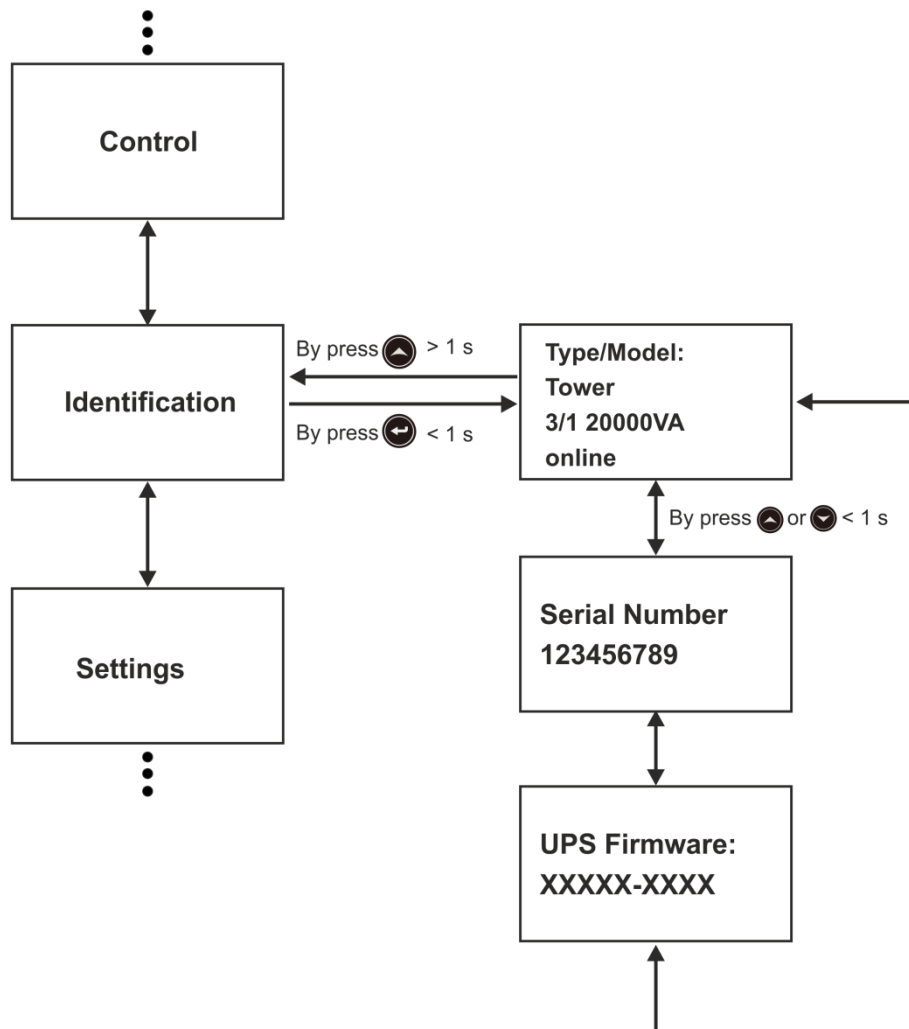 Control
Identification
By press > 1 s
By press < 1 s
Type/Model:
Tower
3/1 20000VA
online
By press or < 1 s
Settings
Serial Number
123456789
UPS Firmware:
XXXXX-XXXX